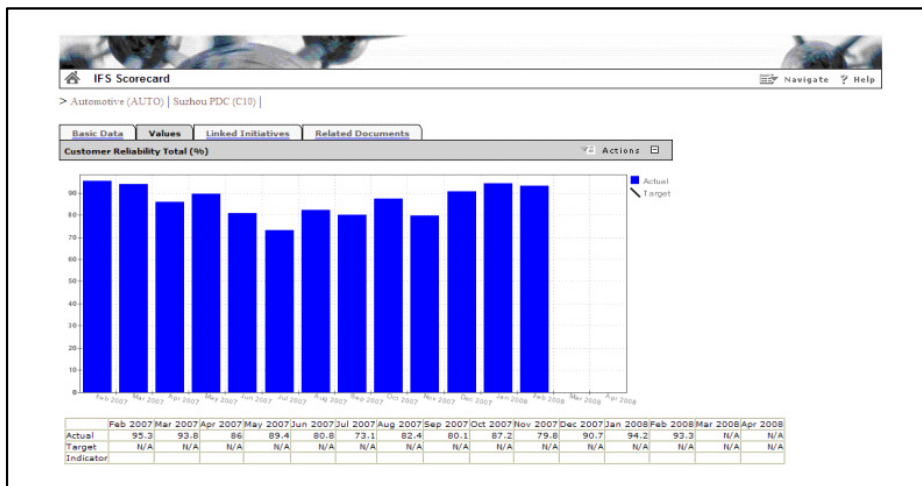 IFS Scorecard Navigate ? Help
> Automotive (AUTO) | Suzhou PDC (C10) |
Basic Data Values Linked Initiatives Related Documents
Customer Reliability Total (%) Actions
Actual
Target
90
80
70
60
50
40
30
20
10
0
Feb 2007 Mar 2007 Apr 2007 May 2007 Jun 2007 Jul 2007 Aug 2007 Sep 2007 Oct 2007 Nov 2007 Dec 2007 Jan 2008 Feb 2008 Mar 2008 Apr 2008
Feb 2007 Mar 2007 Apr 2007 May 2007 Jun 2007 Jul 2007 Aug 2007 Sep 2007 Oct 2007 Nov 2007 Dec 2007 Jan 2008 Feb 2008 Mar 2008 Apr 2008
Actual 95.3 93.8 86 89.4 80.8 73.1 82.4 80.1 87.2 79.8 90.7 94.2 93.3 N/A N/A
Target N/A N/A N/A N/A N/A N/A N/A N/A N/A N/A N/A N/A N/A N/A N/A
Indicator